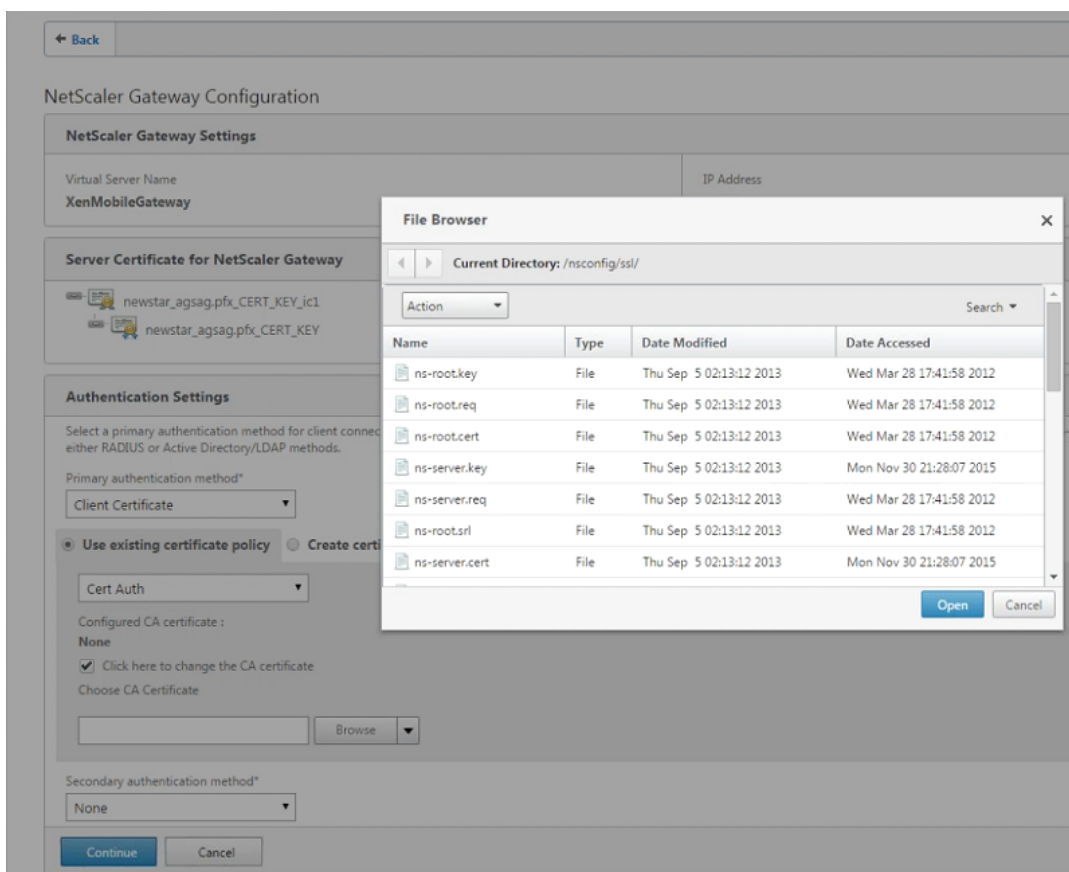 Back
NetScaler Gateway Configuration
NetScaler Gateway Settings
Virtual Server Name
IP Address
XenMobileGateway
Server Certificate for NetScaler Gateway
newstar_agsag.pfx_CERT_KEY_ic1
newstar_agsag.pfx_CERT_KEY
Authentication Settings
Select a primary authentication method for client connec
either RADIUS or Active Directory/LDAP methods.
Primary authentication method*
Client Certificate
Use existing certificate policy Create certi
Cert Auth
Configured CA certificate :
None
Click here to change the CA certificate
Choose CA Certificate
Browse
Secondary authentication method*
None
Continue Cancel
File Browser
Current Directory: /nsconfig/ssl/
Action Search
Name Type Date Modified Date Accessed
ns-root.key File Thu Sep 5 02:13:12 2013 Wed Mar 28 17:41:58 2012
ns-root.req File Thu Sep 5 02:13:12 2013 Wed Mar 28 17:41:58 2012
ns-root.cert File Thu Sep 5 02:13:12 2013 Wed Mar 28 17:41:58 2012
ns-server.key File Thu Sep 5 02:13:12 2013 Mon Nov 30 21:28:07 2015
ns-server.req File Thu Sep 5 02:13:12 2013 Wed Mar 28 17:41:58 2012
ns-root.srl File Thu Sep 5 02:13:12 2013 Wed Mar 28 17:41:58 2012
ns-server.cert File Thu Sep 5 02:13:12 2013 Mon Nov 30 21:28:07 2015
Open Cancel